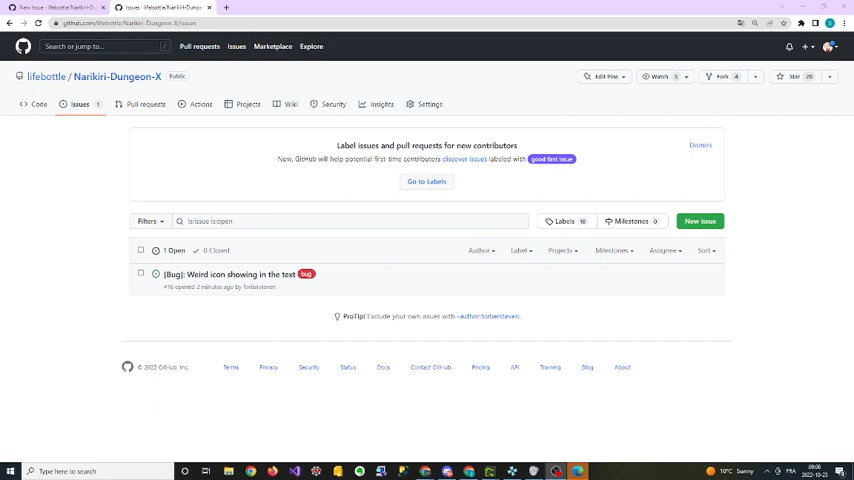 New Issue · lifebottle/Narikiri-D
Issues · lifebottle/Narikiri-Dunge
github.com/lifebottle/Narikiri-Dungeon-X/issues
Search or jump to...
/
Pull requests
Issues
Marketplace
Explore
lifebottle / Narikiri-Dungeon-X
Public
Edit Pins
Watch 5
Fork 4
Star 20
Code
Issues 1
Pull requests
Actions
Projects
Wiki
Security
Insights
Settings
Label issues and pull requests for new contributors
Dismiss
Now, GitHub will help potential first-time contributors discover issues labeled with good first issue
Go to Labels
Filters
is:issue is:open
Labels 10
Milestones 0
New issue
1 Open
0 Closed
Author
Label
Projects
Milestones
Assignee
Sort
[Bug]: Weird icon showing in the text bug
#16 opened 2 minutes ago by fortiersteven
ProTip! Exclude your own issues with -author:fortiersteven.
© 2022 GitHub, Inc.
Terms
Privacy
Security
Status
Docs
Contact GitHub
Pricing
API
Training
Blog
About
Type here to search
10°C Sunny
FRA
2022-10-23